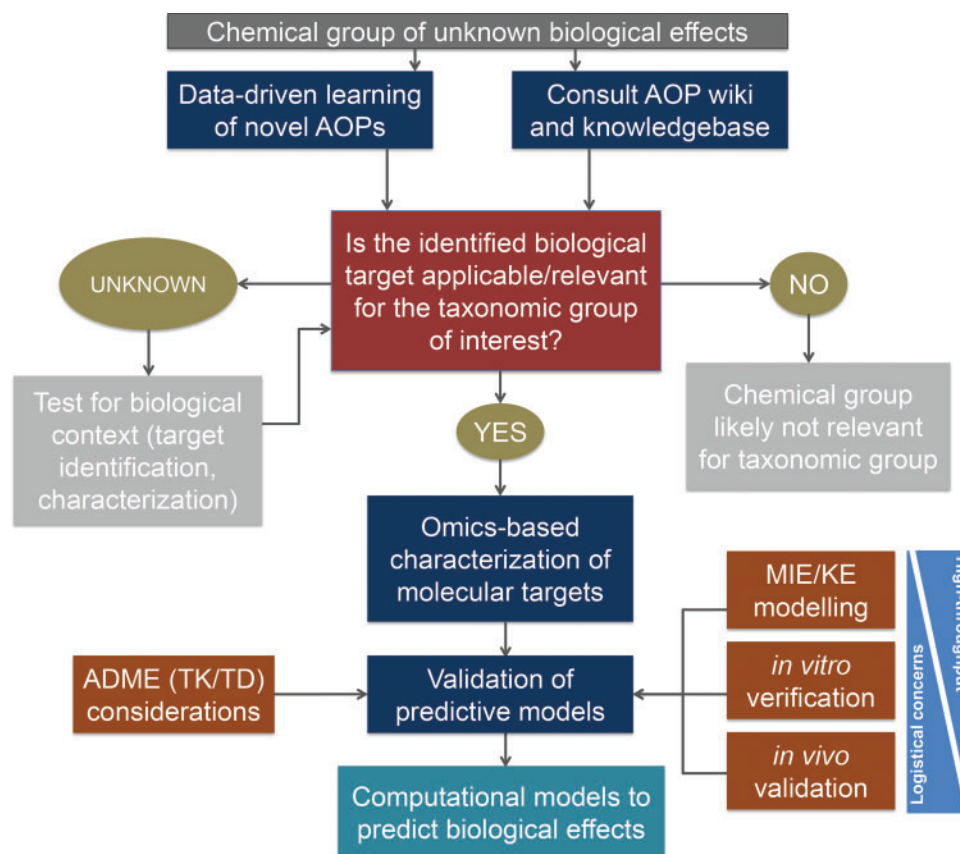 Chemical group of unknown biological effects
Data-driven learning
of novel AOPs
Consult AOP wiki
and knowledgebase
Is the identified biological
target applicable/relevant
for the taxonomic group
of interest?
UNKNOWN
NO
Test for biological
context (target
identification,
characterization)
YES
Chemical group
likely not relevant
for taxonomic group
Omics-based
characterization of
molecular targets
MIE/KE
modelling
ADME (TK/TD)
considerations
Validation of
predictive models
in vitro
verification
in vivo
validation
Computational models to
predict biological effects
Logistical concerns
High throughput